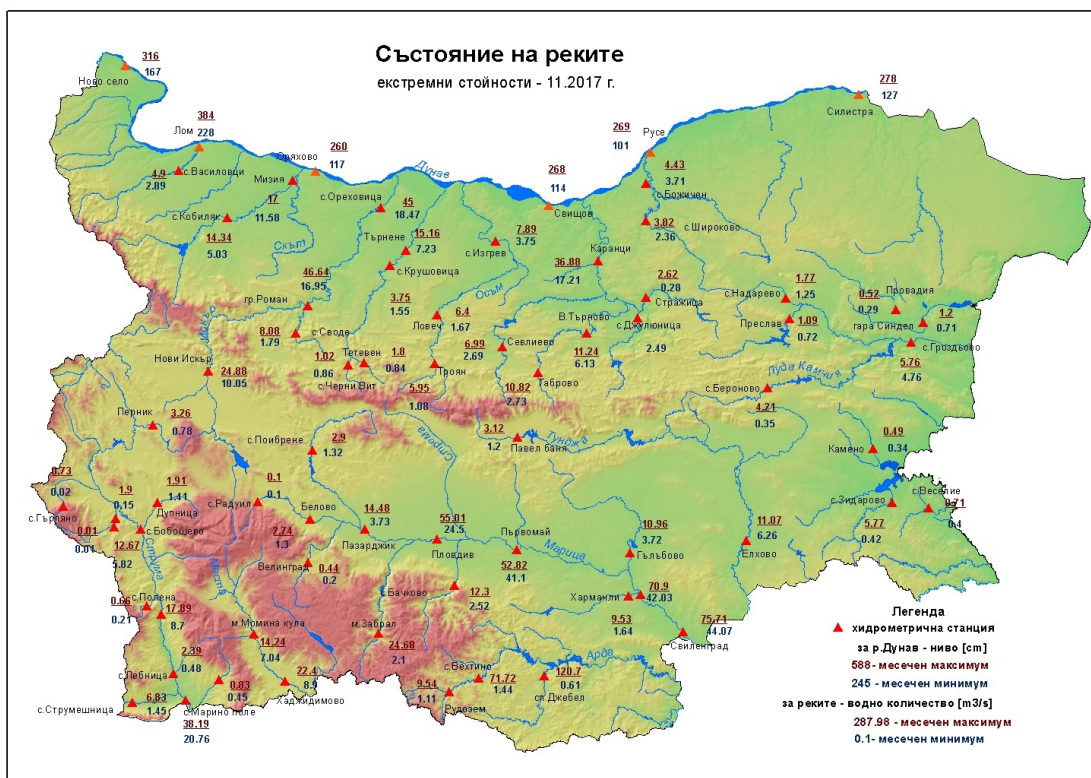 Състояние на реките
екстремни стойности - 11.2017 г.
316
167
Ново село
384
Лом
228
4.9
2.89
с.Василовци
260
Оряхово
117
Мизия
17
11.58
с.Кобиляк
14.34
5.03
Скът
Дунав
с.Ореховица
45
18.47
Търнене
15.16
7.23
с.Крушовица
7.89
3.75
с.Изгрев
268
114
Свищов
269
Русе
101
4.43
3.71
с.Божичен
3.82
2.36
с.Широково
278
127
Силистра
Каранци
36.88
17.21
46.64
16.95
гр.Роман
3.75
1.55
Осъм
6.4
1.67
Ловеч
2.62
0.28
Стражица
с.Джулюница
2.49
В.Търново
11.24
6.13
с.Надарево
1.77
1.25
Преслав
1.09
0.72
Провадия
0.52
0.29
гара Синдел
1.2
0.71
с.Гроздьово
5.76
4.76
8.08
1.79
с.Своде
Искър
Нови Искър
24.88
10.05
1.02
0.86
Тетевен
с.Черни Вит
1.8
0.84
Троян
5.95
1.08
6.99
2.69
Севлиево
10.82
2.73
Габрово
с.Бероново
Луда Камчия
4.21
0.35
Перник
3.26
0.78
с.Поибрене
2.9
1.32
Стряма
3.12
1.2
Павел баня
Тунджа
0.49
0.34
Камено
0.73
0.02
с.Гърляно
1.9
0.15
1.91
1.41
Дупница
с.Бобошево
0.01
0.01
12.67
5.82
Струма
с.Радуил
0.1
0.1
Белово
2.74
1.3
Велинград
0.44
0.2
14.48
3.73
Пазарджик
55.01
24.5
Пловдив
Първомай
52.82
41.1
Марица
10.96
3.72
Гълъбово
11.07
6.26
Елхово
с.Зидарово
5.77
0.42
с.Веселие
0.71
0.4
Места
с.Полена
0.66
0.21
17.89
8.7
м.Момина кула
14.24
7.04
м.Забрал
24.68
2.1
с.Бачково
12.3
2.52
Харманли
9.53
1.64
70.9
42.03
75.71
44.07
Свиленград
2.39
0.48
с.Лебница
6.83
1.45
с.Струмешница
с.Марино поле
38.19
20.76
0.83
0.45
22.4
8.9
Хаджидимово
9.54
1.11
Рудозем
с.Вехтино
71.72
1.44
120.7
0.61
сп.Джебел
Арда
Легенда
хидрометрична станция
за р.Дунав - ниво [cm]
588- месечен максимум
245 - месечен минимум
за реките - водно количество [m3/s]
287.98 - месечен максимум
0.1- месечен минимум